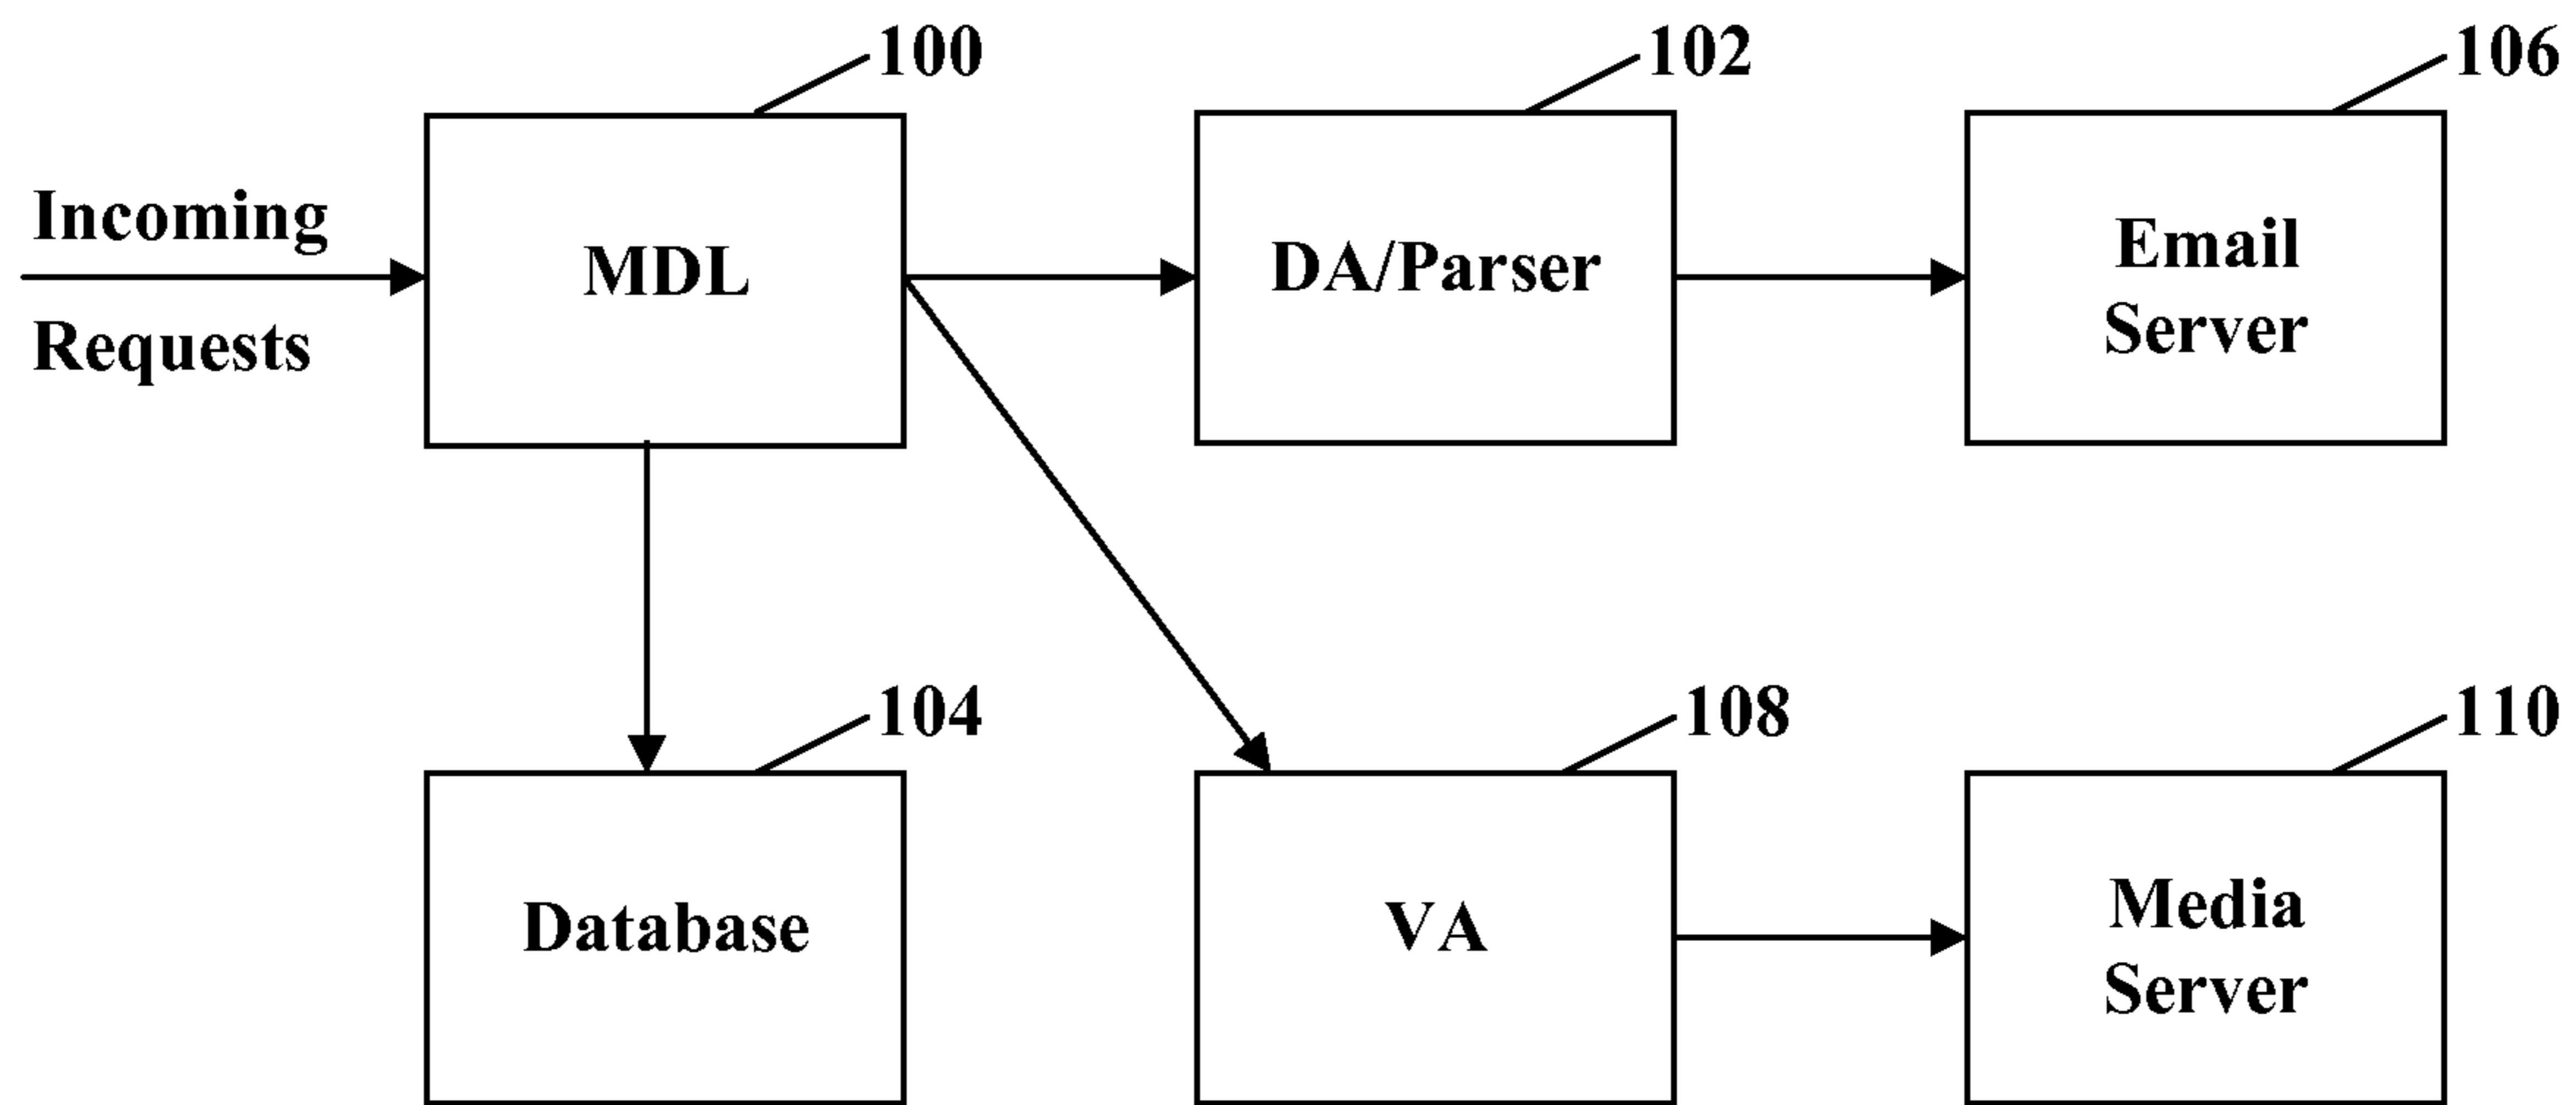 100
102
106
Incoming
Requests
MDL
DA/Parser
Email
Server
104
108
110
Database
VA
Media
Server